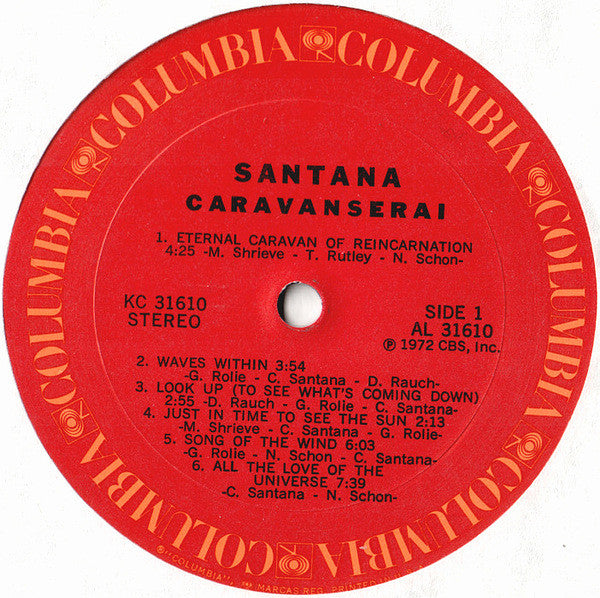 COLUMBIA COLUMBIA COLUMBIA COLUMBIA COLUMBIA COLUMBIA
SANTANA
CARAVANSERAI
1. ETERNAL CARAVAN OF REINCARNATION
4:25 -M. Shrieve - T. Rutley - N. Schon-
KC 31610
STEREO
SIDE 1
AL 31610
℗ 1972 CBS, Inc.
2. WAVES WITHIN 3:54
-G. Rolie - C. Santana - D. Rauch-
3. LOOK UP (TO SEE WHAT'S COMING DOWN)
2:55 -D. Rauch - G. Rolie - C. Santana-
4. JUST IN TIME TO SEE THE SUN 2:13
-M. Shrieve - C. Santana - G. Rolie-
5. SONG OF THE WIND 6:03
-G. Rolie - N. Schon - C. Santana-
6. ALL THE LOVE OF THE
UNIVERSE 7:39
-C. Santana - N. Schon-
"COLUMBIA", MARCAS REG. PRINTED